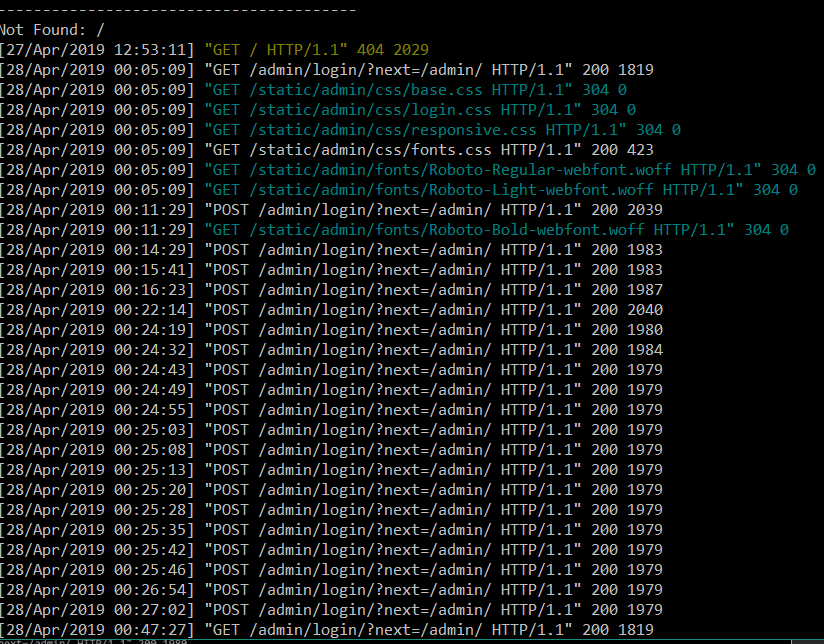 ---------------------------------------
Not Found: /
[27/Apr/2019 12:53:11] "GET / HTTP/1.1" 404 2029
[28/Apr/2019 00:05:09] "GET /admin/login/?next=/admin/ HTTP/1.1" 200 1819
[28/Apr/2019 00:05:09] "GET /static/admin/css/base.css HTTP/1.1" 304 0
[28/Apr/2019 00:05:09] "GET /static/admin/css/login.css HTTP/1.1" 304 0
[28/Apr/2019 00:05:09] "GET /static/admin/css/responsive.css HTTP/1.1" 304 0
[28/Apr/2019 00:05:09] "GET /static/admin/css/fonts.css HTTP/1.1" 200 423
[28/Apr/2019 00:05:09] "GET /static/admin/fonts/Roboto-Regular-webfont.woff HTTP/1.1" 304 0
[28/Apr/2019 00:05:09] "GET /static/admin/fonts/Roboto-Light-webfont.woff HTTP/1.1" 304 0
[28/Apr/2019 00:11:29] "POST /admin/login/?next=/admin/ HTTP/1.1" 200 2039
[28/Apr/2019 00:11:29] "GET /static/admin/fonts/Roboto-Bold-webfont.woff HTTP/1.1" 304 0
[28/Apr/2019 00:14:29] "POST /admin/login/?next=/admin/ HTTP/1.1" 200 1983
[28/Apr/2019 00:15:41] "POST /admin/login/?next=/admin/ HTTP/1.1" 200 1983
[28/Apr/2019 00:16:23] "POST /admin/login/?next=/admin/ HTTP/1.1" 200 1987
[28/Apr/2019 00:22:14] "POST /admin/login/?next=/admin/ HTTP/1.1" 200 2040
[28/Apr/2019 00:24:19] "POST /admin/login/?next=/admin/ HTTP/1.1" 200 1980
[28/Apr/2019 00:24:32] "POST /admin/login/?next=/admin/ HTTP/1.1" 200 1984
[28/Apr/2019 00:24:43] "POST /admin/login/?next=/admin/ HTTP/1.1" 200 1979
[28/Apr/2019 00:24:49] "POST /admin/login/?next=/admin/ HTTP/1.1" 200 1979
[28/Apr/2019 00:24:55] "POST /admin/login/?next=/admin/ HTTP/1.1" 200 1979
[28/Apr/2019 00:25:03] "POST /admin/login/?next=/admin/ HTTP/1.1" 200 1979
[28/Apr/2019 00:25:08] "POST /admin/login/?next=/admin/ HTTP/1.1" 200 1979
[28/Apr/2019 00:25:13] "POST /admin/login/?next=/admin/ HTTP/1.1" 200 1979
[28/Apr/2019 00:25:20] "POST /admin/login/?next=/admin/ HTTP/1.1" 200 1979
[28/Apr/2019 00:25:28] "POST /admin/login/?next=/admin/ HTTP/1.1" 200 1979
[28/Apr/2019 00:25:35] "POST /admin/login/?next=/admin/ HTTP/1.1" 200 1979
[28/Apr/2019 00:25:42] "POST /admin/login/?next=/admin/ HTTP/1.1" 200 1979
[28/Apr/2019 00:25:46] "POST /admin/login/?next=/admin/ HTTP/1.1" 200 1979
[28/Apr/2019 00:26:54] "POST /admin/login/?next=/admin/ HTTP/1.1" 200 1979
[28/Apr/2019 00:27:02] "POST /admin/login/?next=/admin/ HTTP/1.1" 200 1979
[28/Apr/2019 00:47:27] "GET /admin/login/?next=/admin/ HTTP/1.1" 200 1819